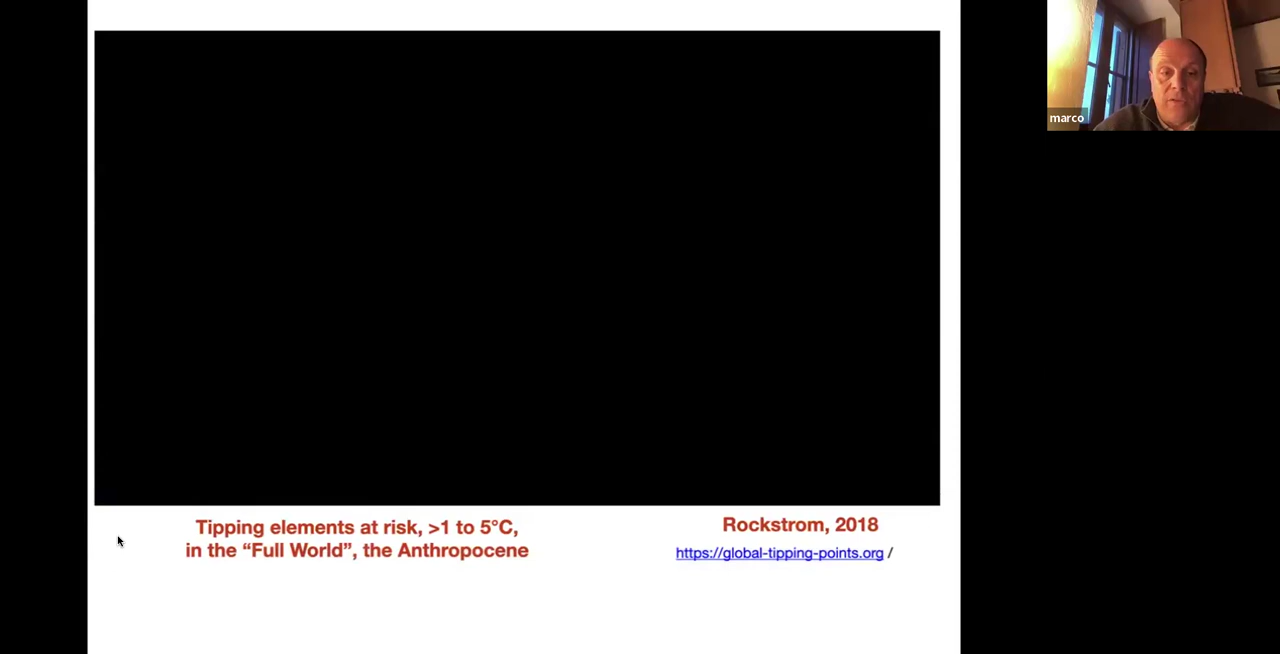 marco
Tipping elements at risk, >1 to 5°C,
in the “Full World”, the Anthropocene
Rockstrom, 2018
https://global-tipping-points.org /